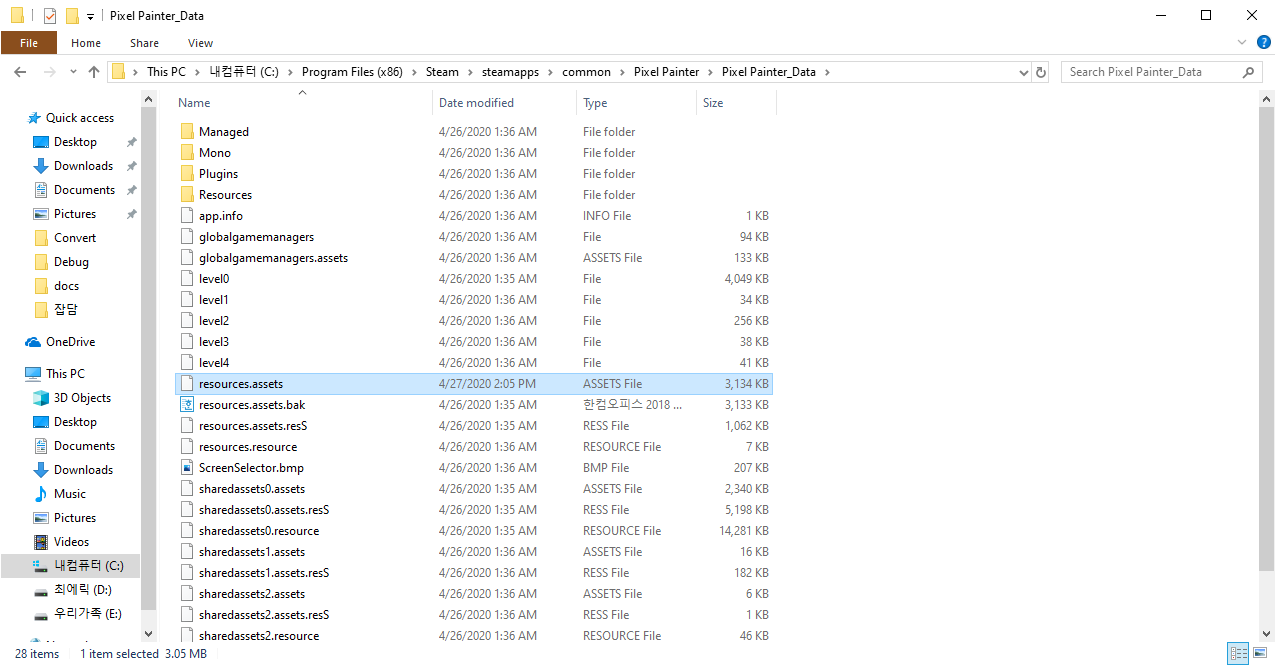 Pixel Painter_Data
File Home Share View
This PC 내컴퓨터 (C:) Program Files (x86) Steam steamapps common Pixel Painter Pixel Painter_Data
Search Pixel Painter_Data
Quick access
Desktop
Downloads
Documents
Pictures
Convert
Debug
docs
잡담
OneDrive
This PC
3D Objects
Desktop
Documents
Downloads
Music
Pictures
Videos
내컴퓨터 (C:)
최에릭 (D:)
우리가족 (E:)
Name Date modified Type Size
Managed 4/26/2020 1:36 AM File folder
Mono 4/26/2020 1:36 AM File folder
Plugins 4/26/2020 1:36 AM File folder
Resources 4/26/2020 1:36 AM File folder
app.info 4/26/2020 1:36 AM INFO File 1 KB
globalgamemanagers 4/26/2020 1:36 AM File 94 KB
globalgamemanagers.assets 4/26/2020 1:36 AM ASSETS File 133 KB
level0 4/26/2020 1:35 AM File 4,049 KB
level1 4/26/2020 1:36 AM File 34 KB
level2 4/26/2020 1:36 AM File 256 KB
level3 4/26/2020 1:36 AM File 38 KB
level4 4/26/2020 1:36 AM File 41 KB
resources.assets 4/27/2020 2:05 PM ASSETS File 3,134 KB
resources.assets.bak 4/26/2020 1:35 AM 한컴오피스 2018 ... 3,133 KB
resources.assets.resS 4/26/2020 1:35 AM RESS File 1,062 KB
resources.resource 4/26/2020 1:36 AM RESOURCE File 7 KB
ScreenSelector.bmp 4/26/2020 1:36 AM BMP File 207 KB
sharedassets0.assets 4/26/2020 1:35 AM ASSETS File 2,340 KB
sharedassets0.assets.resS 4/26/2020 1:35 AM RESS File 5,198 KB
sharedassets0.resource 4/26/2020 1:35 AM RESOURCE File 14,281 KB
sharedassets1.assets 4/26/2020 1:36 AM ASSETS File 16 KB
sharedassets1.assets.resS 4/26/2020 1:36 AM RESS File 182 KB
sharedassets2.assets 4/26/2020 1:36 AM ASSETS File 6 KB
sharedassets2.assets.resS 4/26/2020 1:36 AM RESS File 1 KB
sharedassets2.resource 4/26/2020 1:36 AM RESOURCE File 46 KB
28 items 1 item selected 3.05 MB